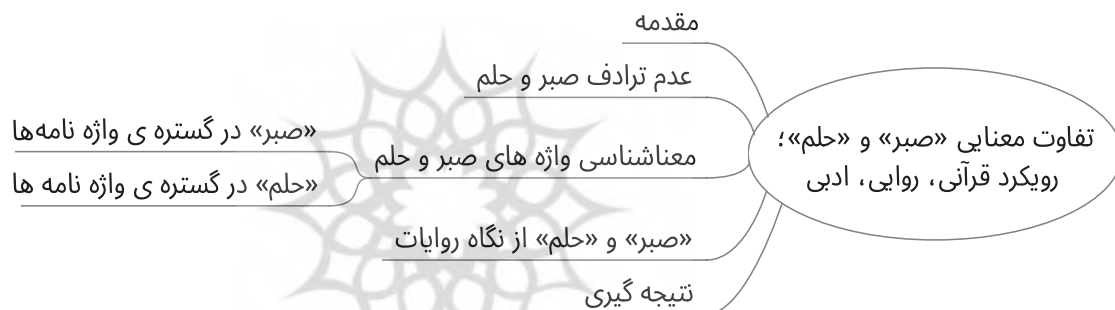 تفاوت معنایی «صبر» و «حلم»؛
رویکرد قرآنی، روایی، ادبی
مقدمه
عدم ترادف صبر و حلم
معناشناسی واژه های صبر و حلم
«صبر» در گستره ی واژه نامه‌ها
«حلم» در گستره ی واژه نامه ها
«صبر» و «حلم» از نگاه روایات
نتیجه گیری